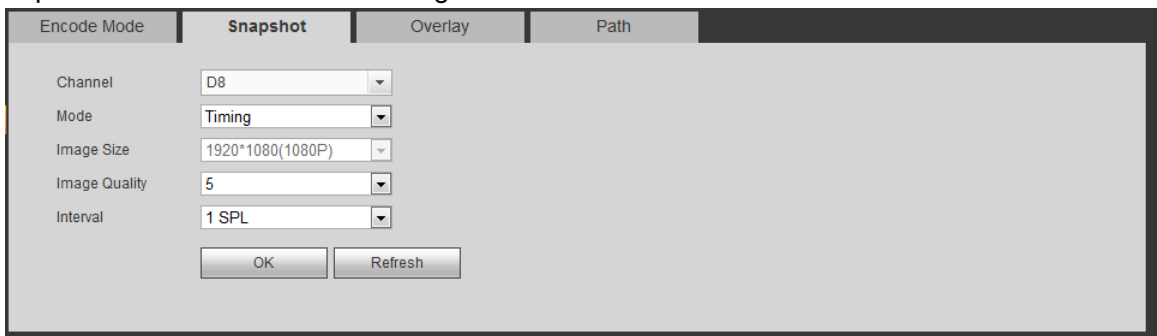 Encode Mode Snapshot Overlay Path
Channel D8
Mode Timing
Image Size 1920*1080(1080P)
Image Quality 5
Interval 1 SPL
OK Refresh